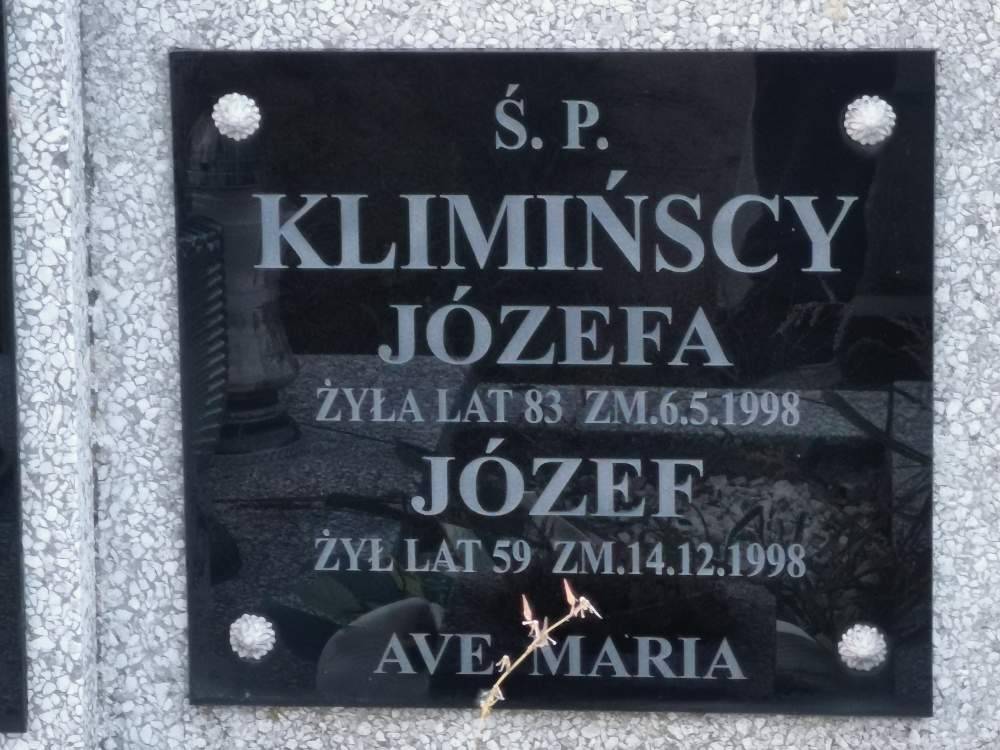 Ś. P.
KLIMIŃSCY
JÓZEFA
ŻYŁA LAT 83 ZM.6.5.1998
JÓZEF
ŻYŁ LAT 59 ZM.14.12.1998
AVE MARIA